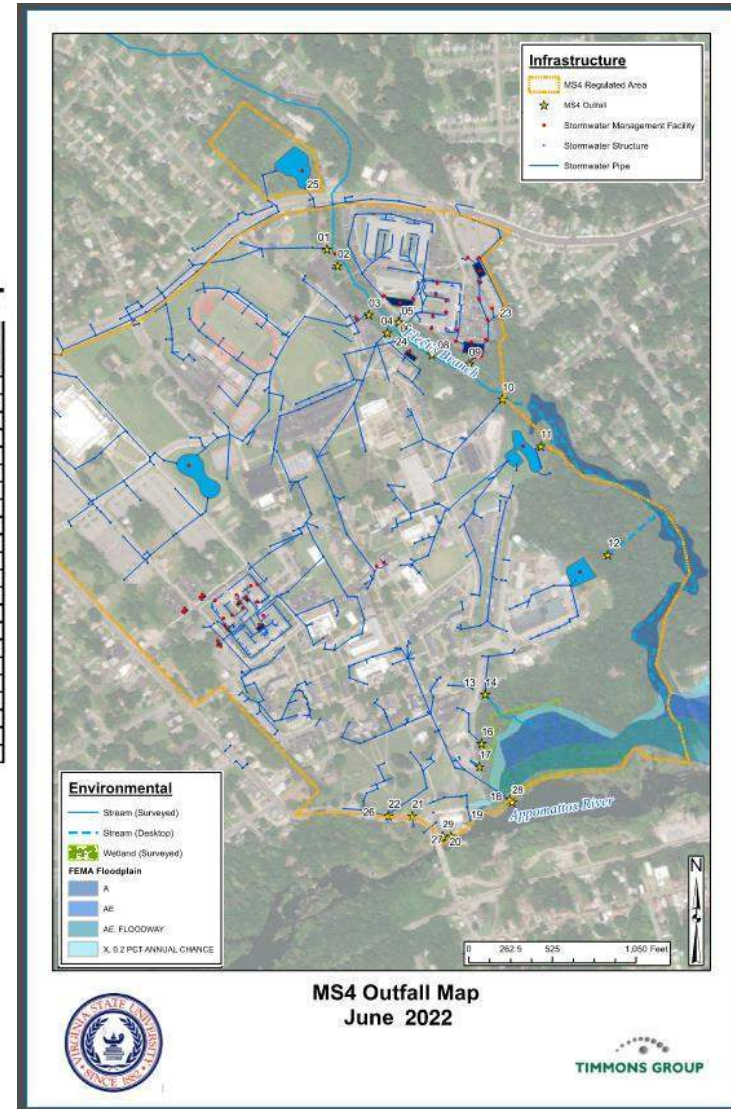 Infrastructure
MS4 Regulated Area
MS4 Outfall
Stormwater Management Facility
Stormwater Structure
Stormwater Pipe
25
01
02
03
04
05
24
08
09
23
10
11
12
13
14
16
17
18
28
19
Appomattox River
26
22
21
29
27
20
Branch
Environmental
Stream (Surveyed)
Stream (Desktop)
Wetland (Surveyed)
FEMA Floodplain
A
AE
AE, FLOODWAY
X, 0.2 PCT ANNUAL CHANCE
N
0 262.5 525 1,050 Feet
MS4 Outfall Map
June 2022
VIRGINIA STATE UNIVERSITY
SINCE 1882
TIMMONS GROUP